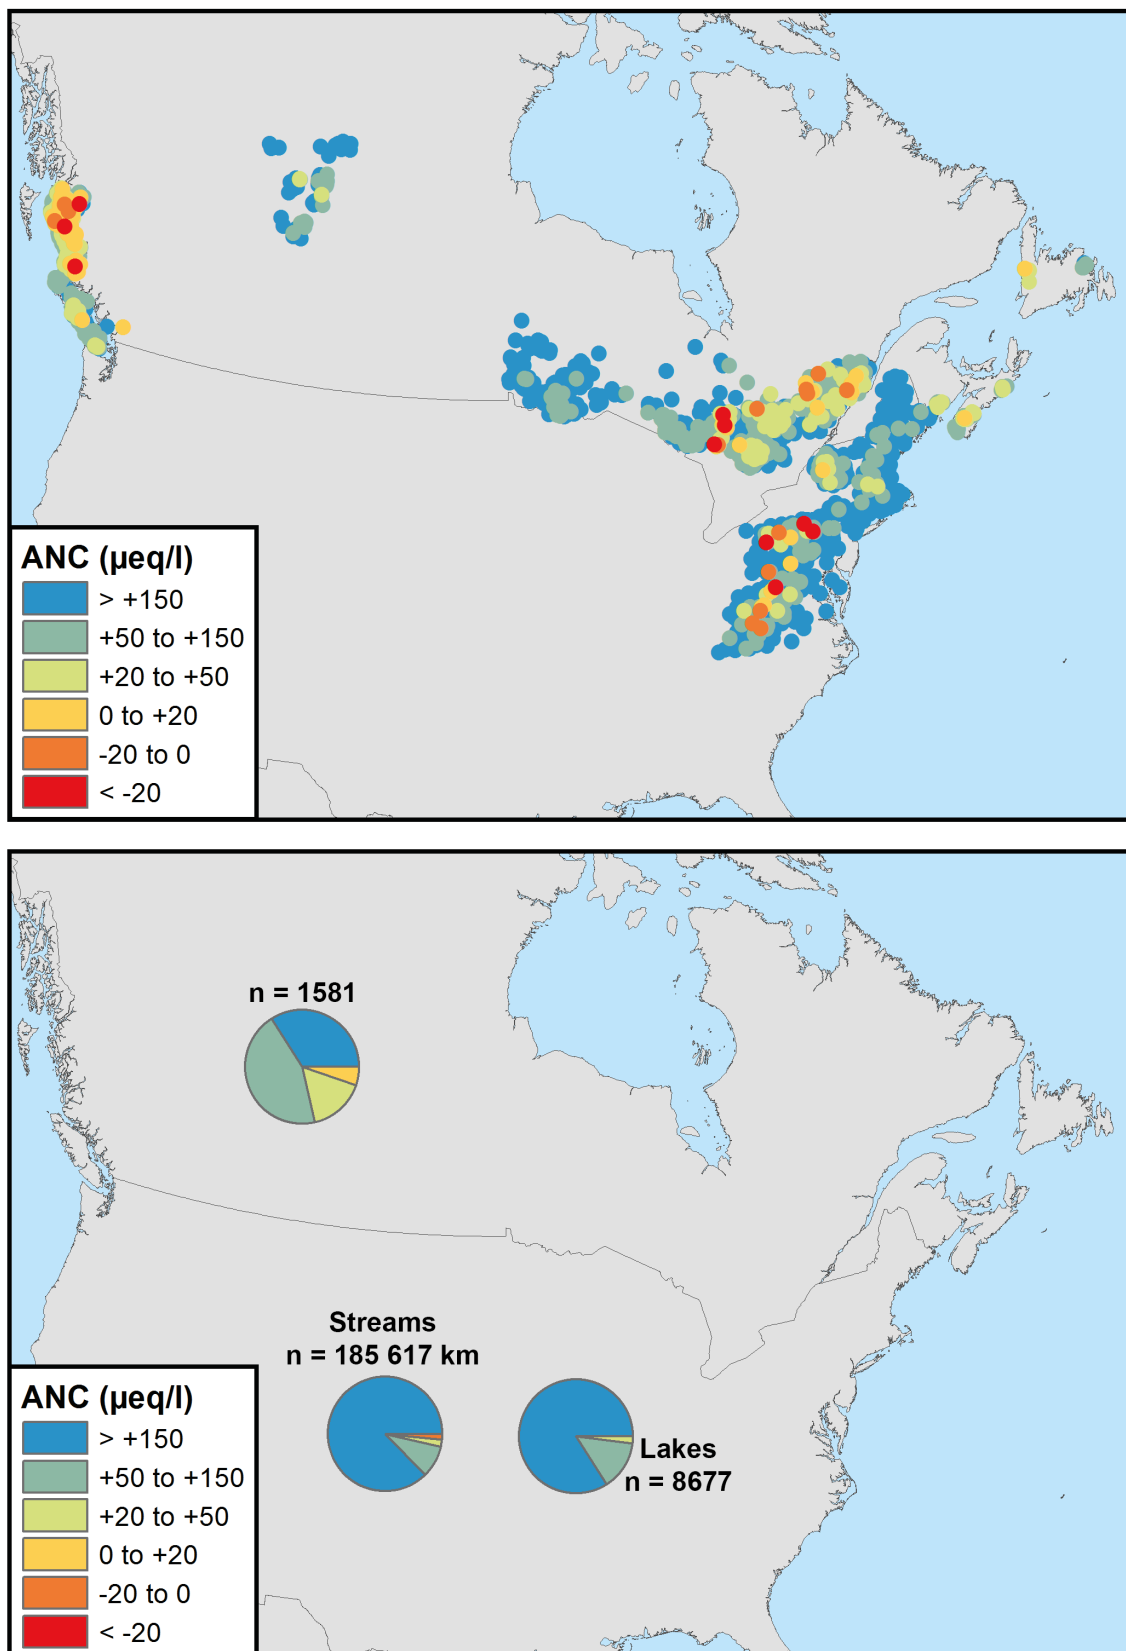 ANC (µeq/l)
> +150
+50 to +150
+20 to +50
0 to +20
-20 to 0
< -20
n = 1581
Streams
n = 185 617 km
Lakes
n = 8677
ANC (µeq/l)
> +150
+50 to +150
+20 to +50
0 to +20
-20 to 0
< -20